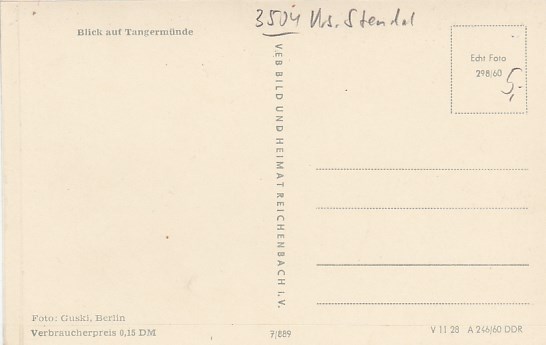 3504 Krs. Stendal
Blick auf Tangermünde
VEB BILD UND HEIMAT REICHENBACH I. V.
Echt Foto
298/60
5,-
Foto: Guski, Berlin
Verbraucherpreis 0,15 DM
7/889
V 11 28 A 246/60 DDR